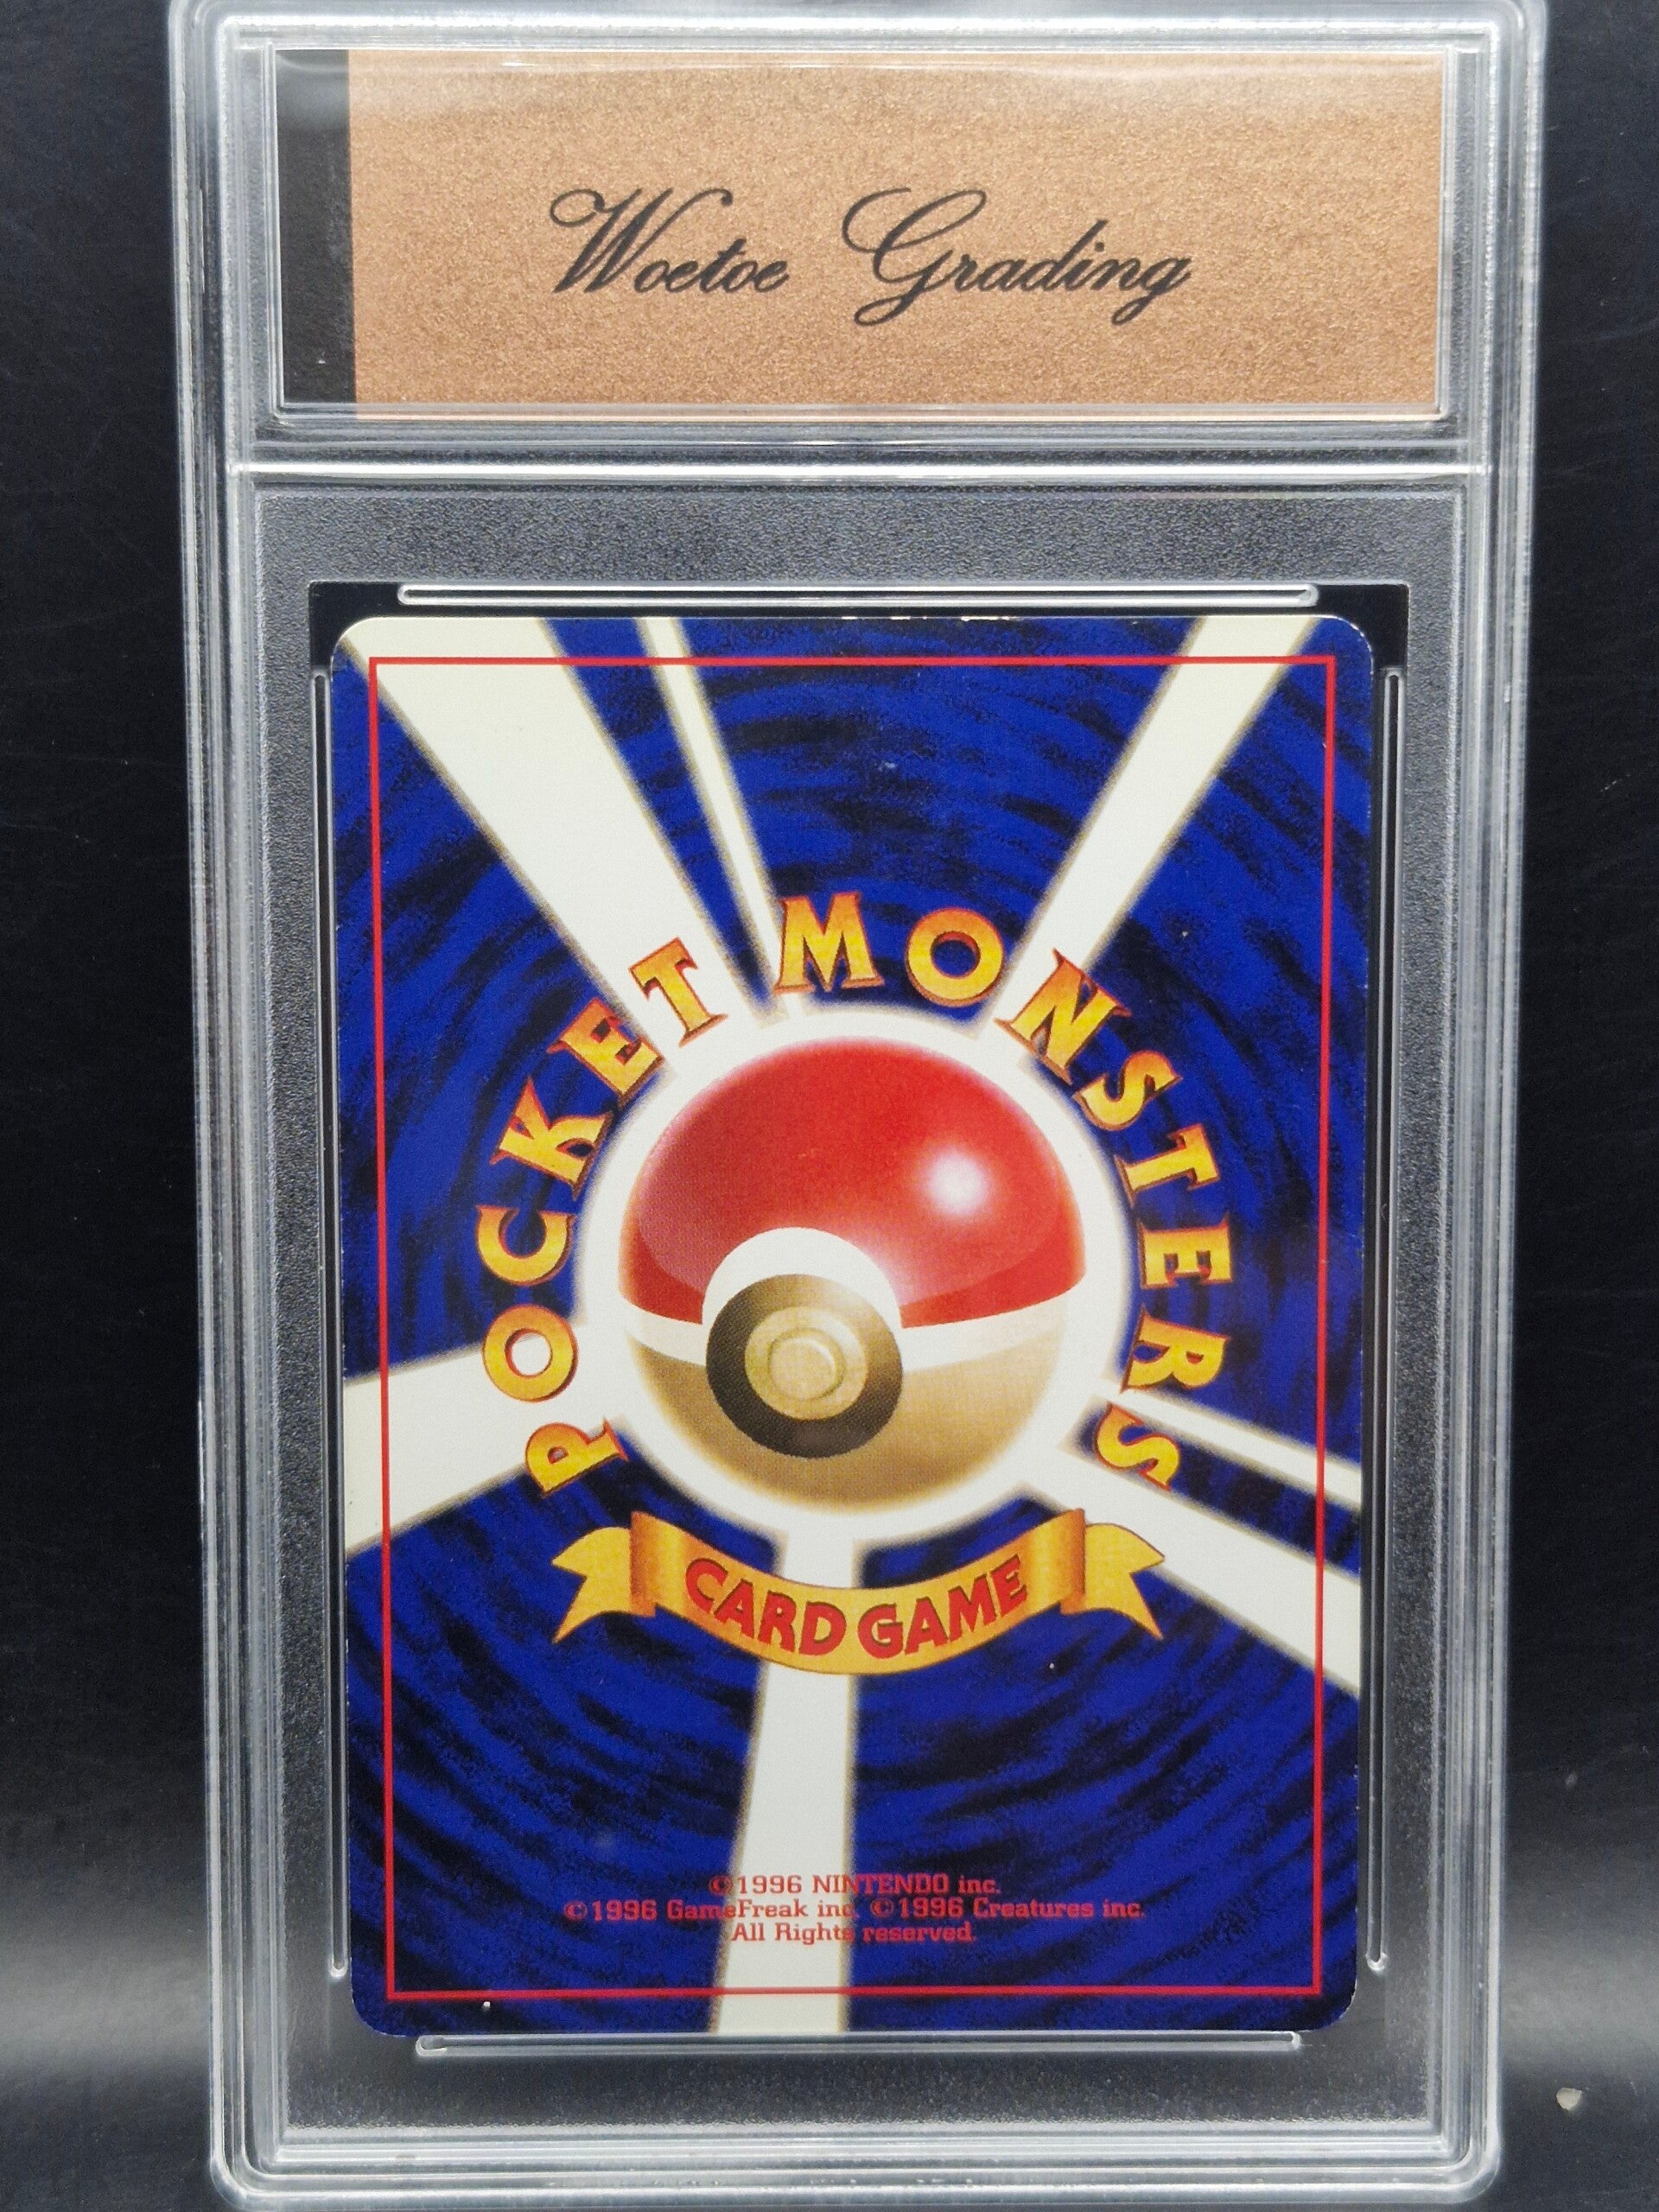 Woetoe Grading
POCKET MONSTERS
CARD GAME
©1996 NINTENDO inc.
©1996 GameFreak inc. ©1996 Creatures inc.
All Rights reserved.